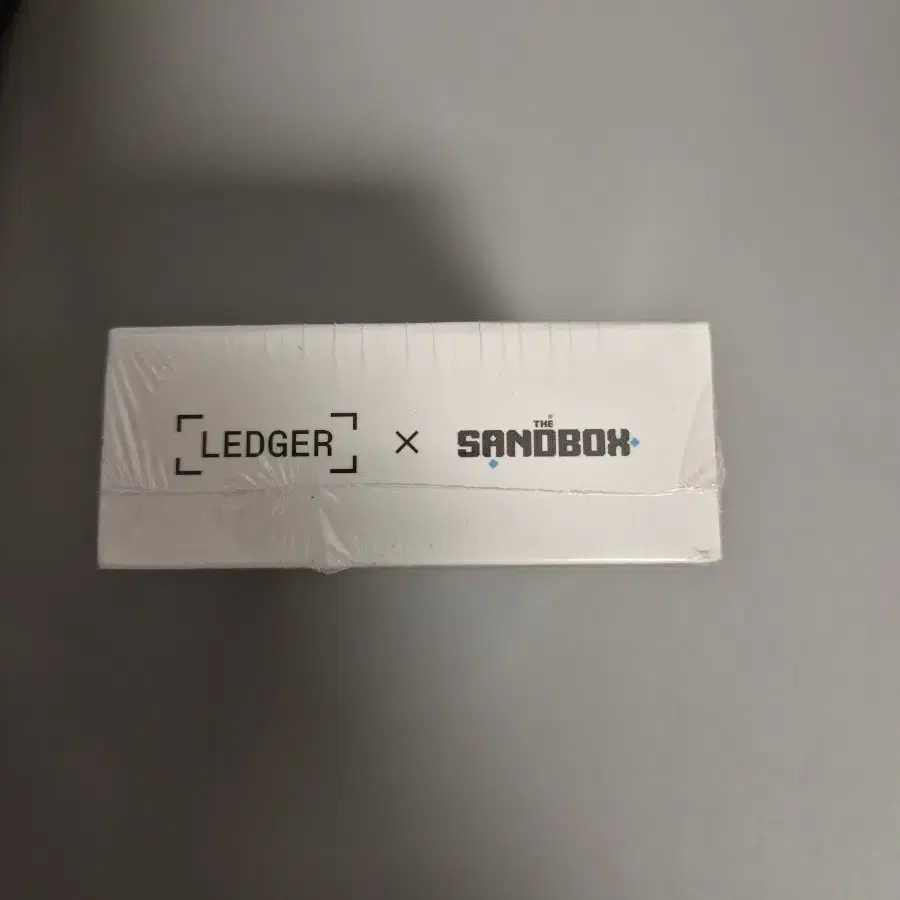 LEDGER × THE SANDBOX